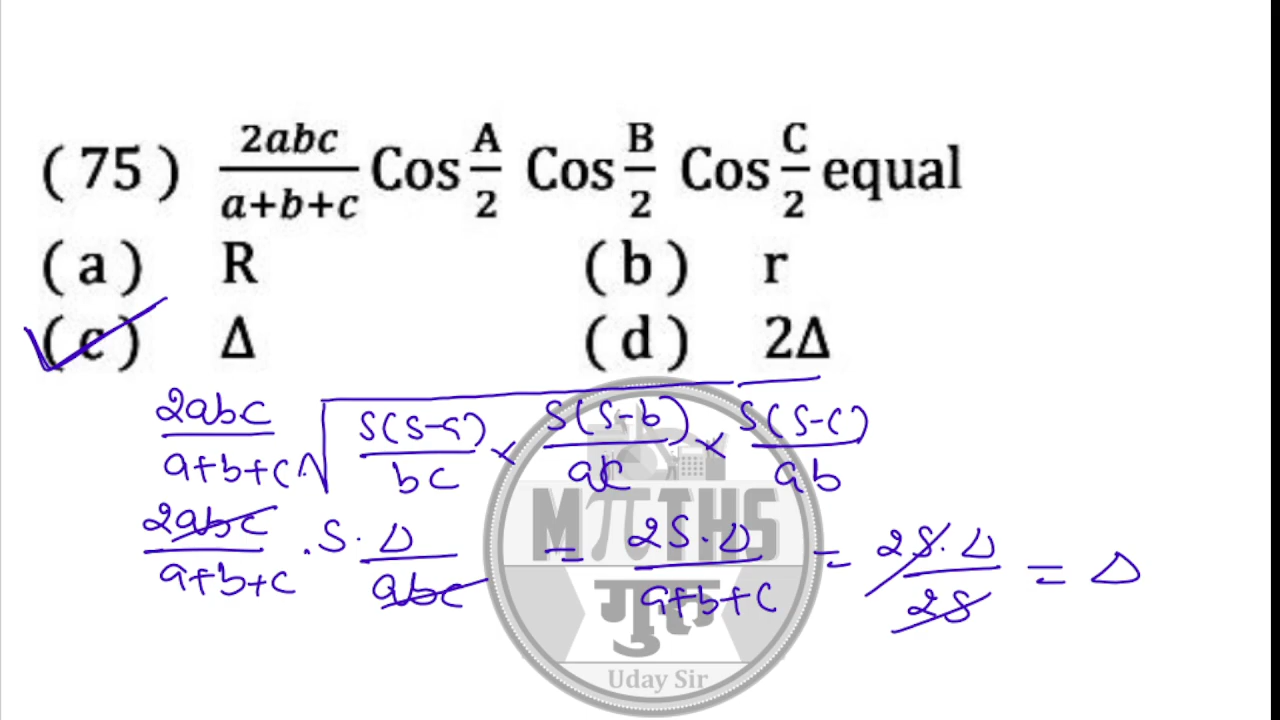 (75) 2abc/a+b+c Cos A/2 Cos B/2 Cos C/2 equal
(a) R (b) r
(c) Δ (d) 2Δ
2abc/a+b+c √ s(s-a)/bc × s(s-b)/ac × s(s-c)/ab
2abc/a+b+c . s . Δ/abc = 2s.Δ/a+b+c = 2s.Δ/2s = Δ
MπTHS
गुरु
Uday Sir